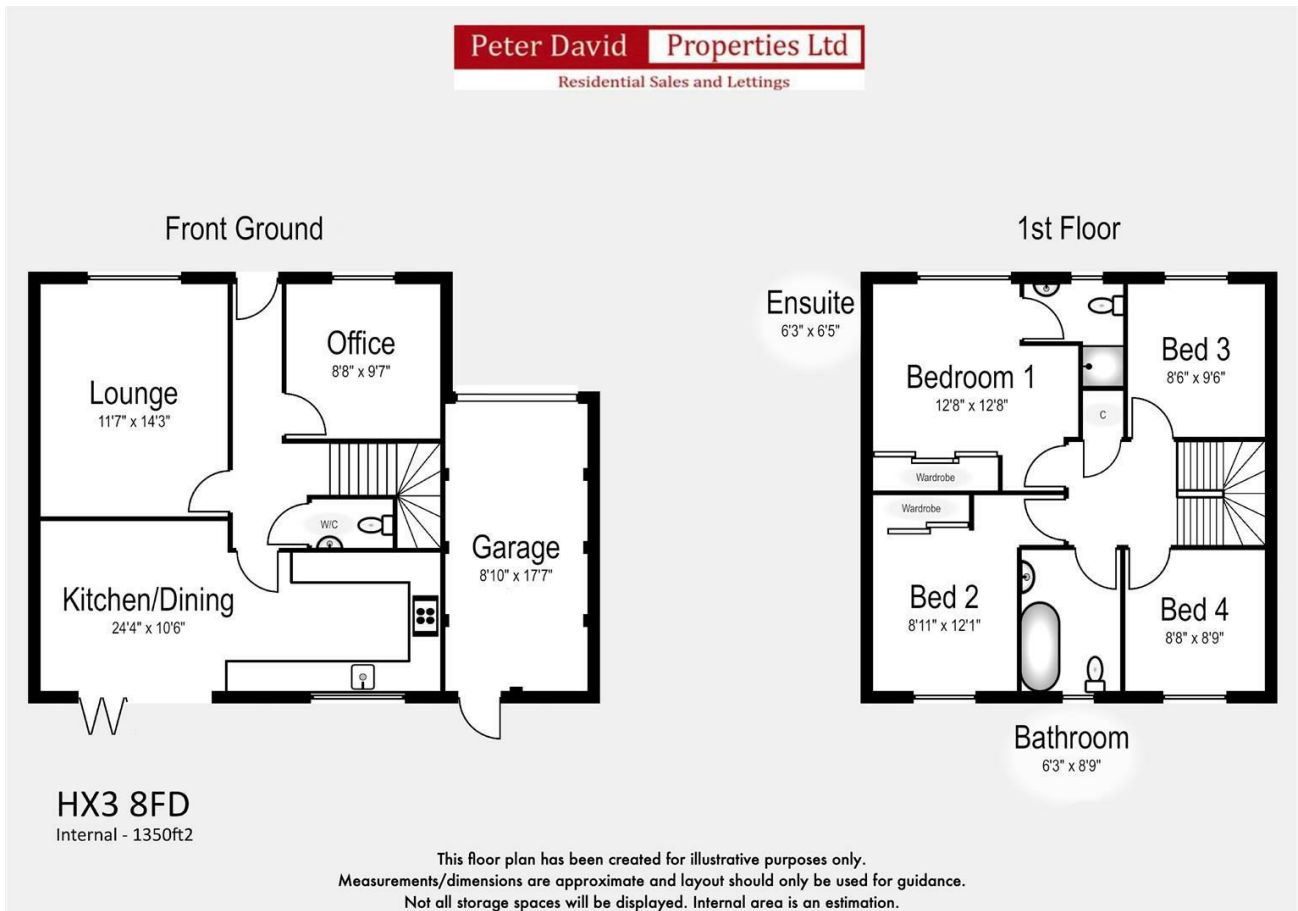 Peter David Properties Ltd
Residential Sales and Lettings
Front Ground
1st Floor
Lounge
11'7" x 14'3"
Office
8'8" x 9'7"
W/C
Kitchen/Dining
24'4" x 10'6"
Garage
8'10" x 17'7"
Ensuite
6'3" x 6'5"
Bedroom 1
12'8" x 12'8"
Bed 3
8'6" x 9'6"
C
Wardrobe
Wardrobe
Bed 2
8'11" x 12'1"
Bed 4
8'8" x 8'9"
Bathroom
6'3" x 8'9"
HX3 8FD
Internal - 1350ft2
This floor plan has been created for illustrative purposes only.
Measurements/dimensions are approximate and layout should only be used for guidance.
Not all storage spaces will be displayed. Internal area is an estimation.